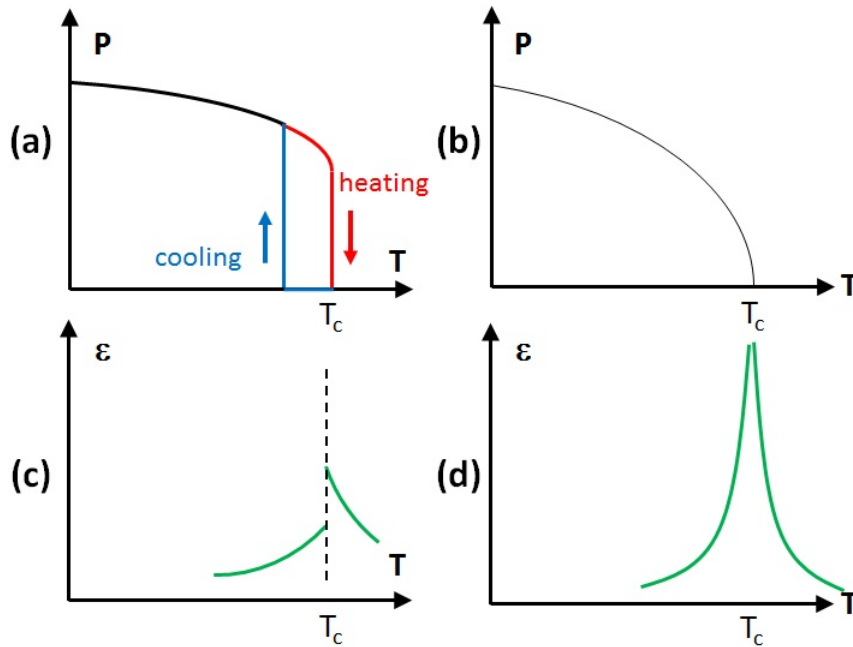 P
(a)
heating
cooling
T
T_c
P
(b)
T
T_c
ε
(c)
T
T_c
ε
(d)
T
T_c